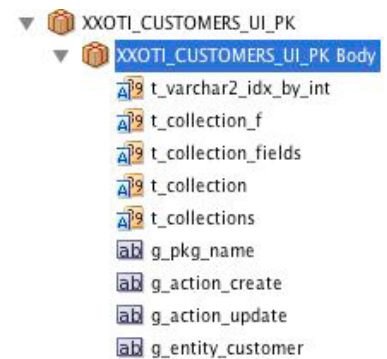 XXOTI_CUSTOMERS_UI_PK
XXOTI_CUSTOMERS_UI_PK Body
t_varchar2_idx_by_int
t_collection_f
t_collection_fields
t_collection
t_collections
g_pkg_name
g_action_create
g_action_update
g_entity_customer